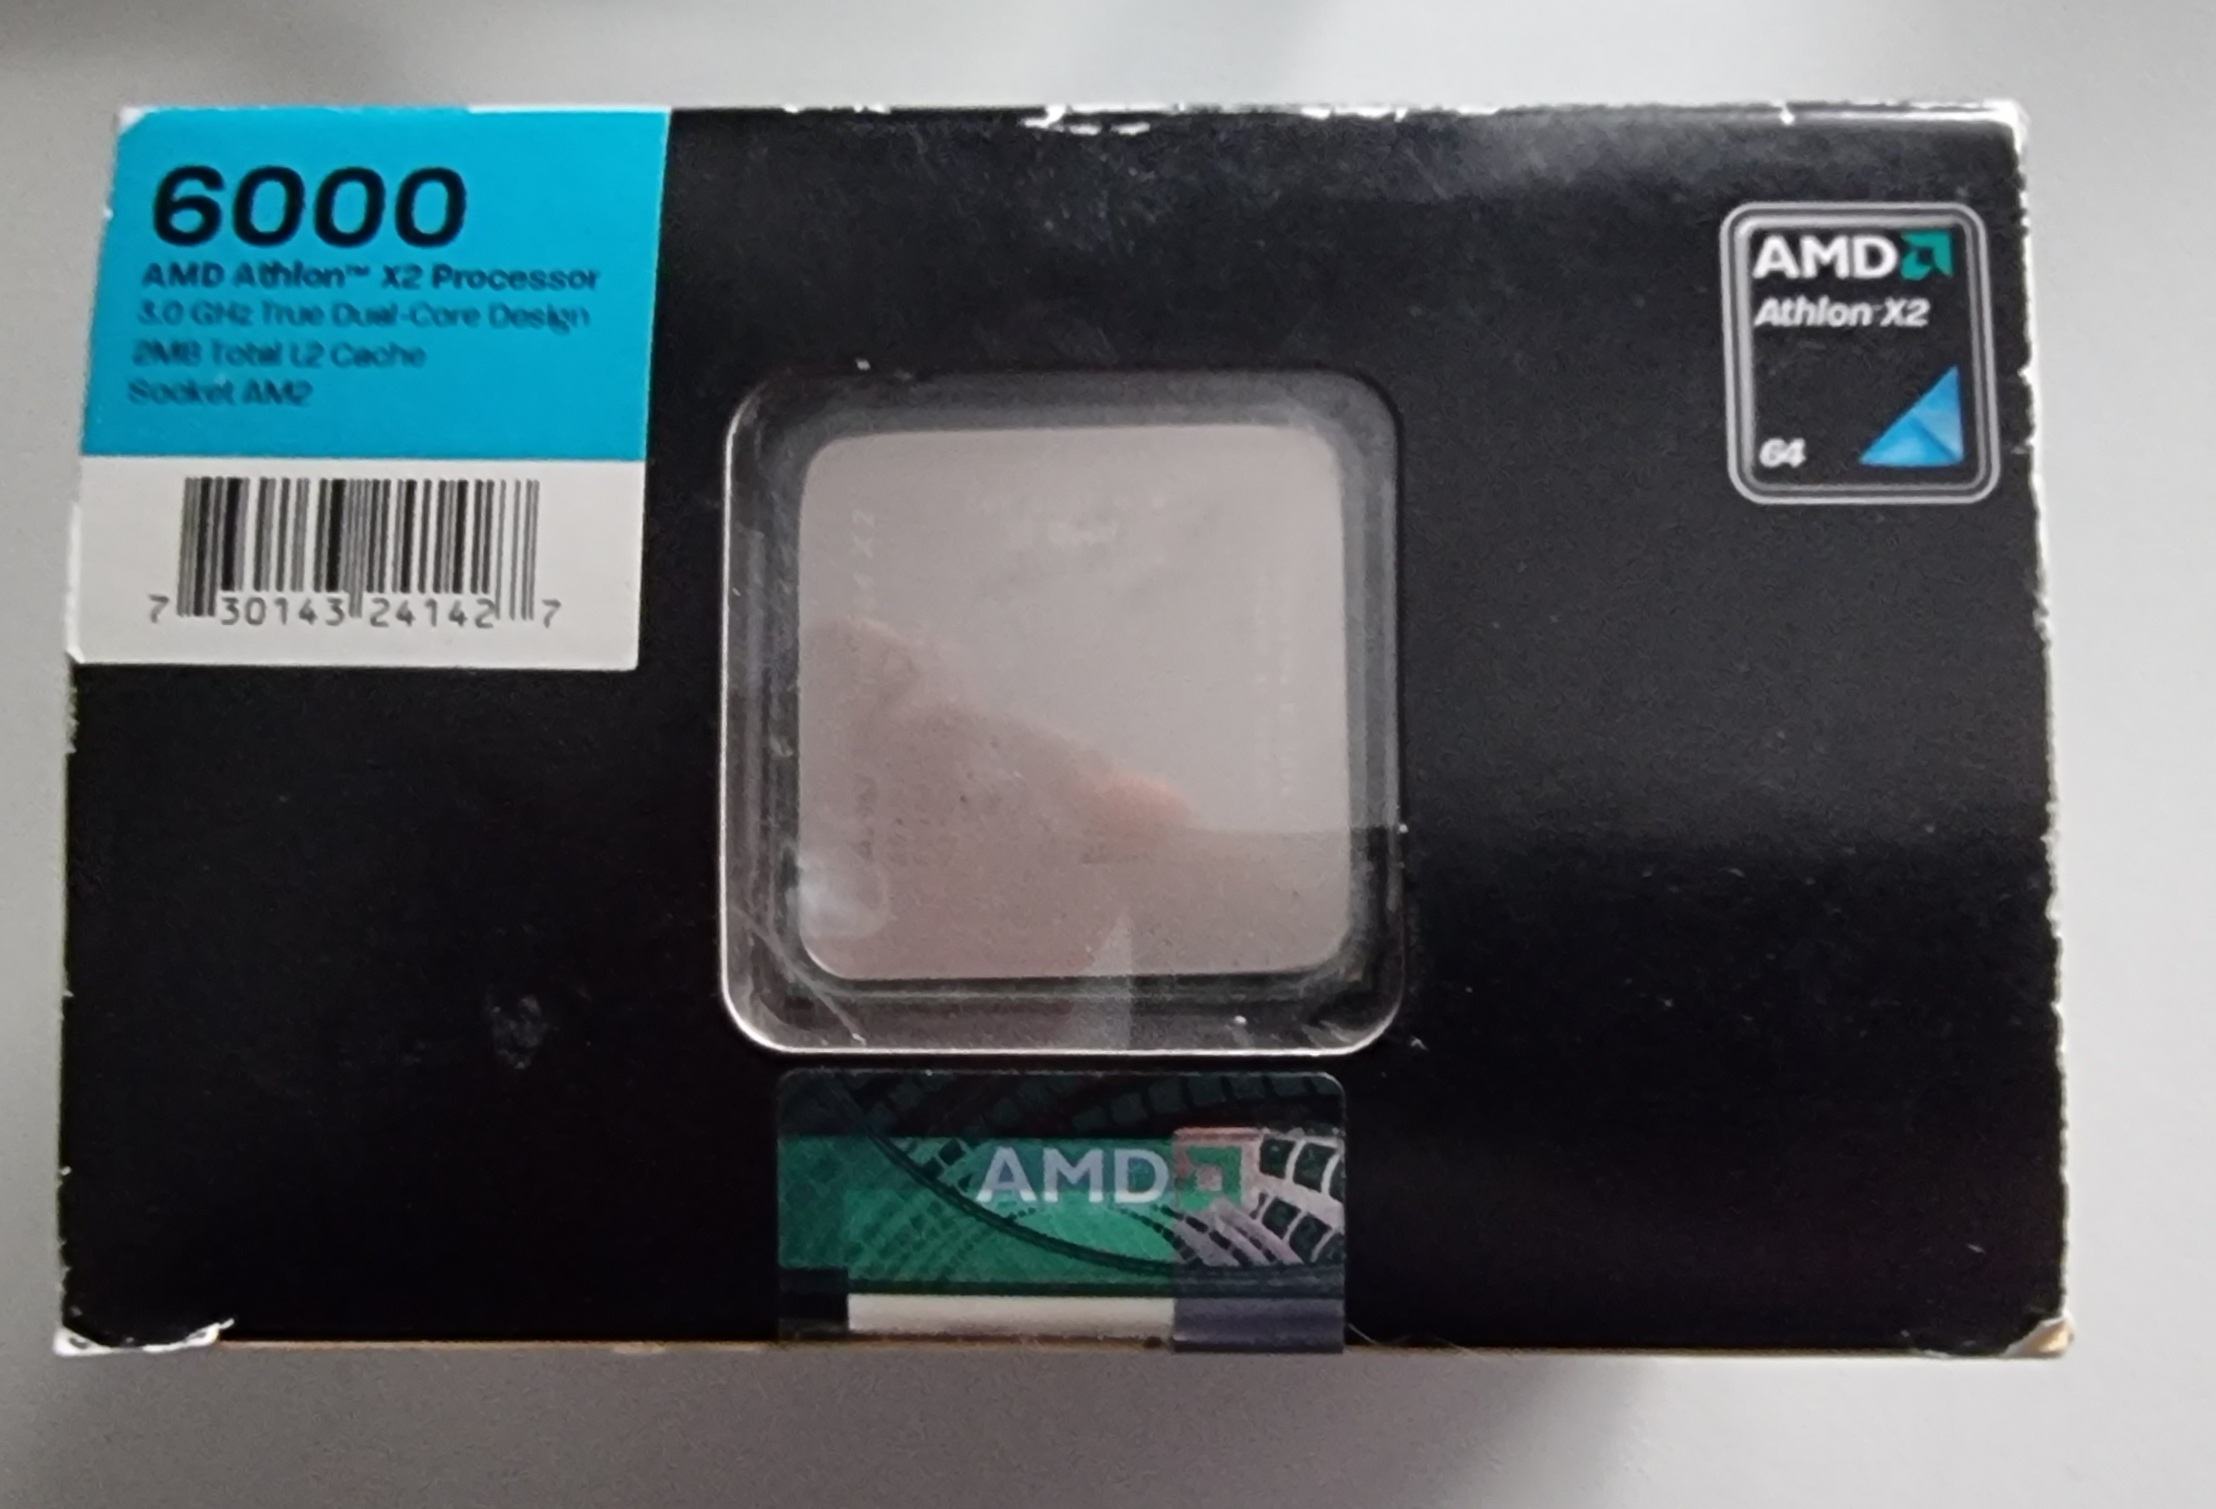 6000
AMD Athlon™ X2 Processor
3.0 GHz True Dual-Core Design
2MB Total L2 Cache
Socket AM2
7 30143 24142 7
AMD
Athlon X2
64
X2
AMD